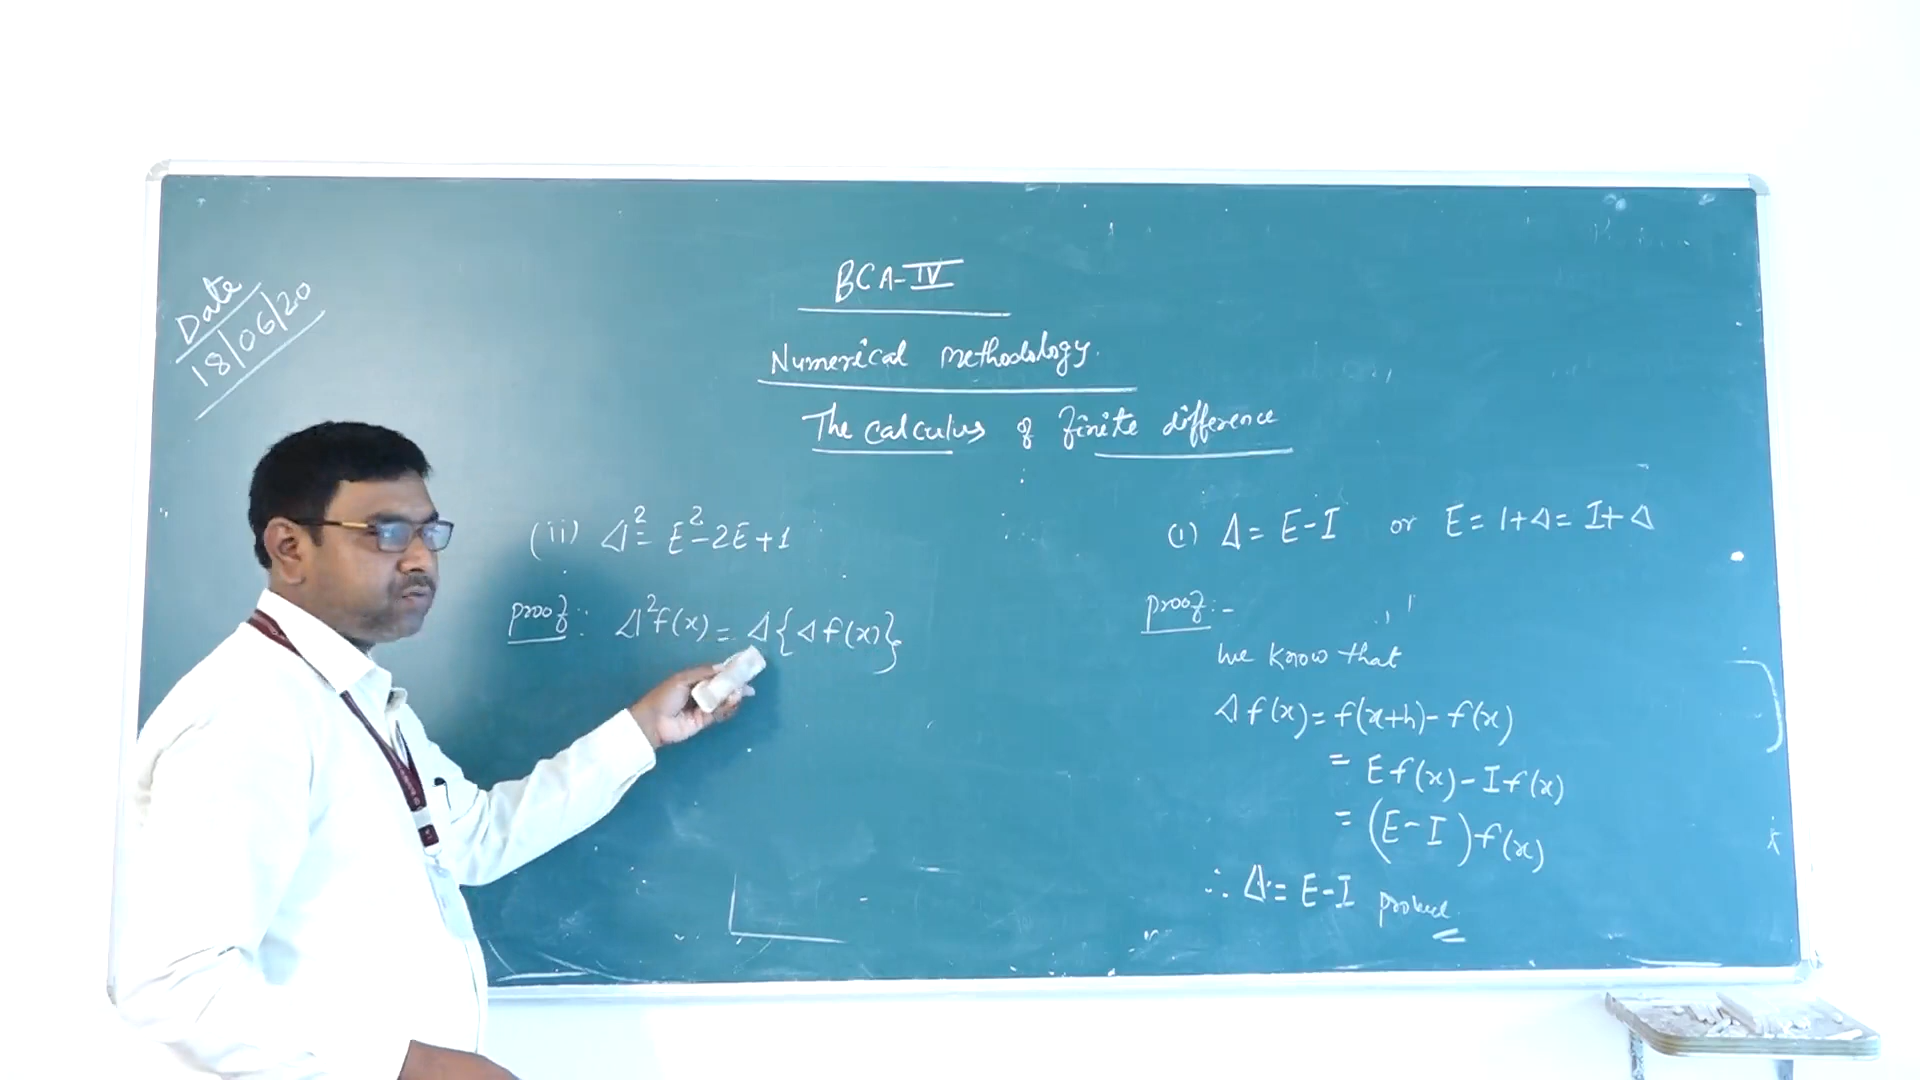 Date
18/06/20
BCA-IV
Numerical methodology.
The calculus of finite difference
(ii) Δ² = E² - 2E + 1
proof: Δ²f(x) = Δ{Δf(x)}
(i) Δ = E - I or E = 1 + Δ = I + Δ
proof:-
we know that
Δf(x) = f(x+h) - f(x)
= Ef(x) - If(x)
= (E - I)f(x)
∴ Δ = E - I proved.